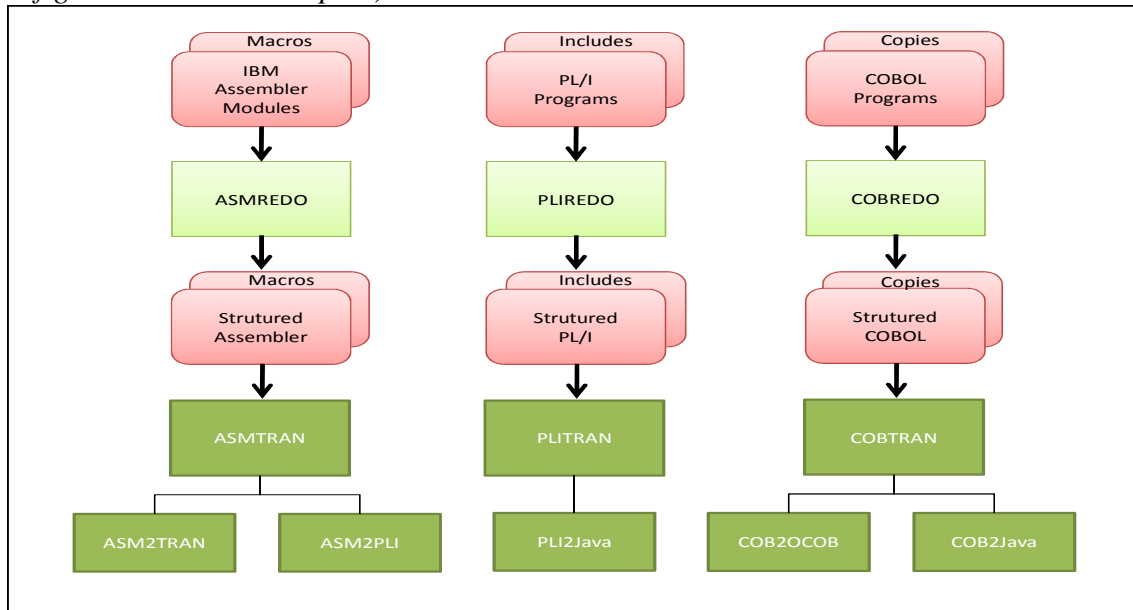 Macros
IBM
Assembler
Modules
Includes
PL/I
Programs
Copies
COBOL
Programs
ASMREDO
PLIREDO
COBREDO
Macros
Strutured
Assembler
Includes
Strutured
PL/I
Copies
Strutured
COBOL
ASMTRAN
PLITRAN
COBTRAN
ASM2TRAN
ASM2PLI
PLI2Java
COB2OCOB
COB2Java